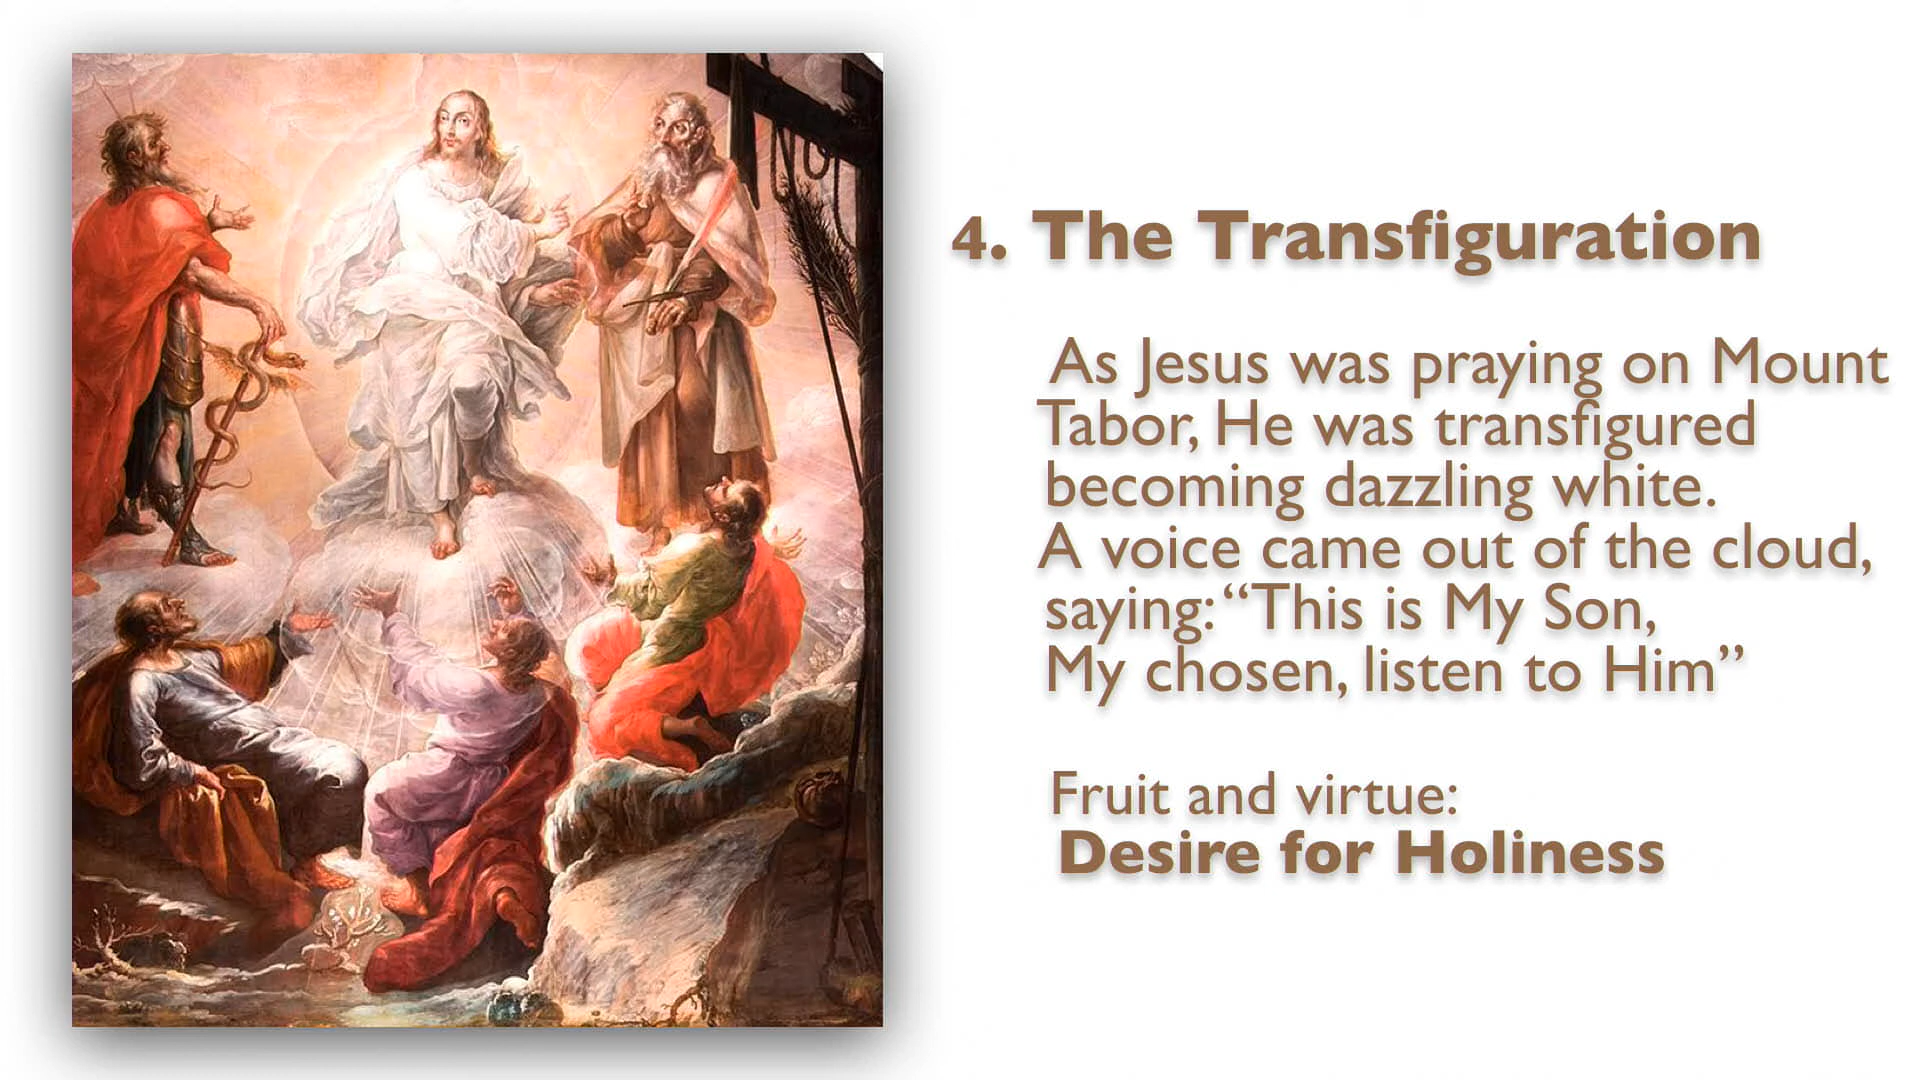 4. The Transfiguration
As Jesus was praying on Mount
Tabor, He was transfigured
becoming dazzling white.
A voice came out of the cloud,
saying: “This is My Son,
My chosen, listen to Him”
Fruit and virtue:
Desire for Holiness